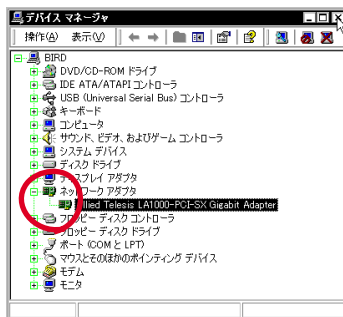 デバイス マネージャ
操作(A) 表示(V)
BIRD
DVD/CD-ROM ドライブ
IDE ATA/ATAPI コントローラ
USB (Universal Serial Bus) コントローラ
キーボード
コンピュータ
サウンド、ビデオ、およびゲーム コントローラ
システム デバイス
ディスク ドライブ
ディスプレイ アダプタ
ネットワーク アダプタ
Allied Telesis LA1000-PCI-SX Gigabit Adapter
フロッピー ディスク コントローラ
フロッピー ディスク ドライブ
ポート (COM と LPT)
マウスとそのほかのポインティング デバイス
モデム
モニタ